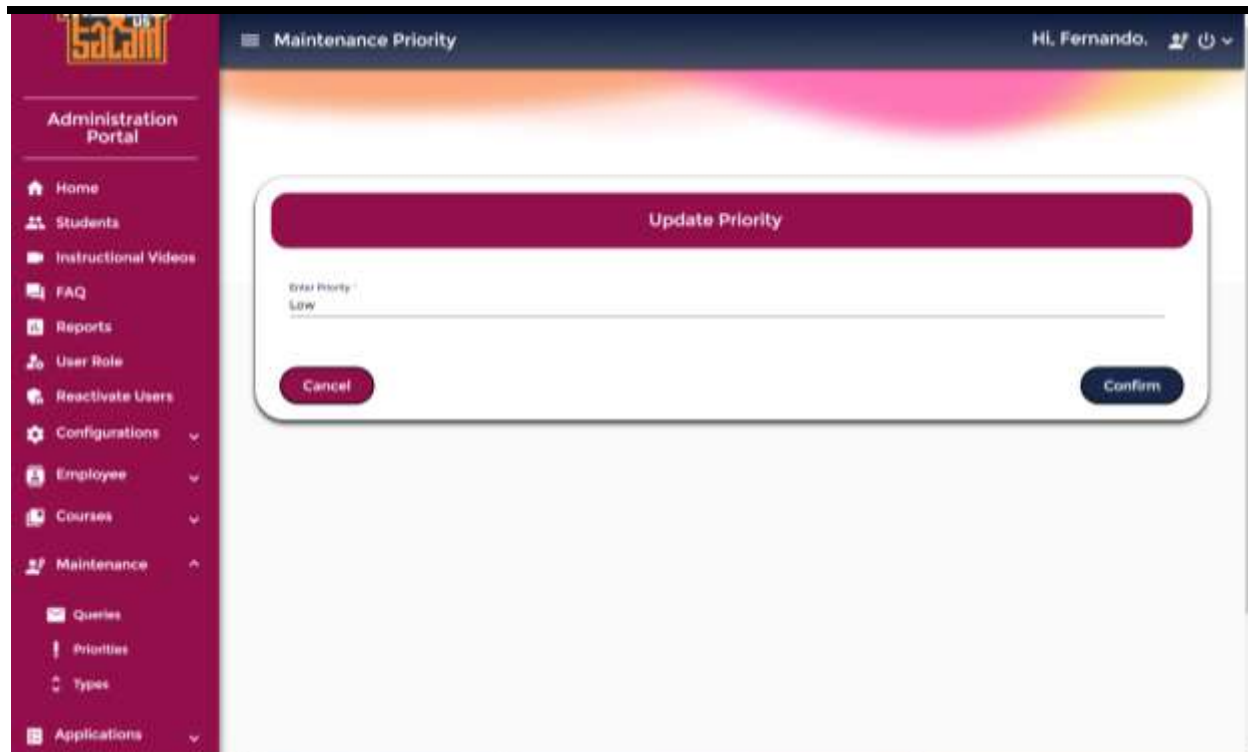 Maintenance Priority
Hi, Fernando.
Administration
Portal
Home
Students
Instructional Videos
FAQ
Reports
User Role
Reactivate Users
Configurations
Employee
Courses
Maintenance
Queries
Priorities
Types
Applications
Update Priority
Enter Priority *
Low
Cancel
Confirm